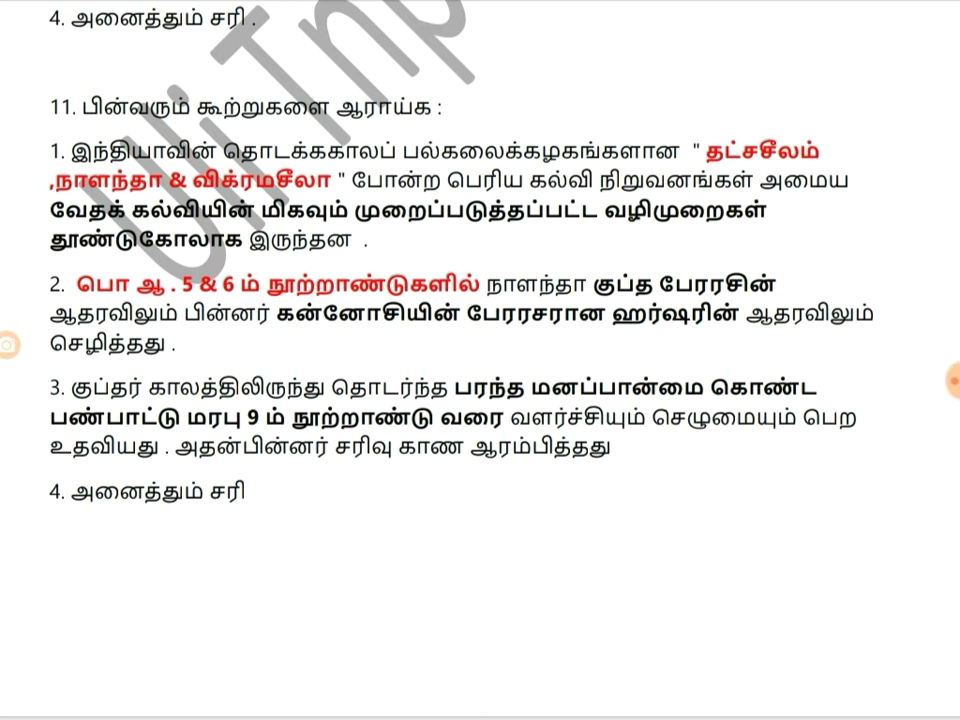 4. அனைத்தும் சரி .
11. பின்வரும் கூற்றுகளை ஆராய்க :
1. இந்தியாவின் தொடக்ககாலப் பல்கலைக்கழகங்களான " தட்சசீலம்
,நாளந்தா & விக்ரமசீலா " போன்ற பெரிய கல்வி நிறுவனங்கள் அமைய
வேதக் கல்வியின் மிகவும் முறைப்படுத்தப்பட்ட வழிமுறைகள்
தூண்டுகோலாக இருந்தன .
2. பொ ஆ . 5 & 6 ம் நூற்றாண்டுகளில் நாளந்தா குப்த பேரரசின்
ஆதரவிலும் பின்னர் கன்னோசியின் பேரரசரான ஹர்ஷரின் ஆதரவிலும்
செழித்தது .
3. குப்தர் காலத்திலிருந்து தொடர்ந்த பரந்த மனப்பான்மை கொண்ட
பண்பாட்டு மரபு 9 ம் நூற்றாண்டு வரை வளர்ச்சியும் செழுமையும் பெற
உதவியது . அதன்பின்னர் சரிவு காண ஆரம்பித்தது
4. அனைத்தும் சரி